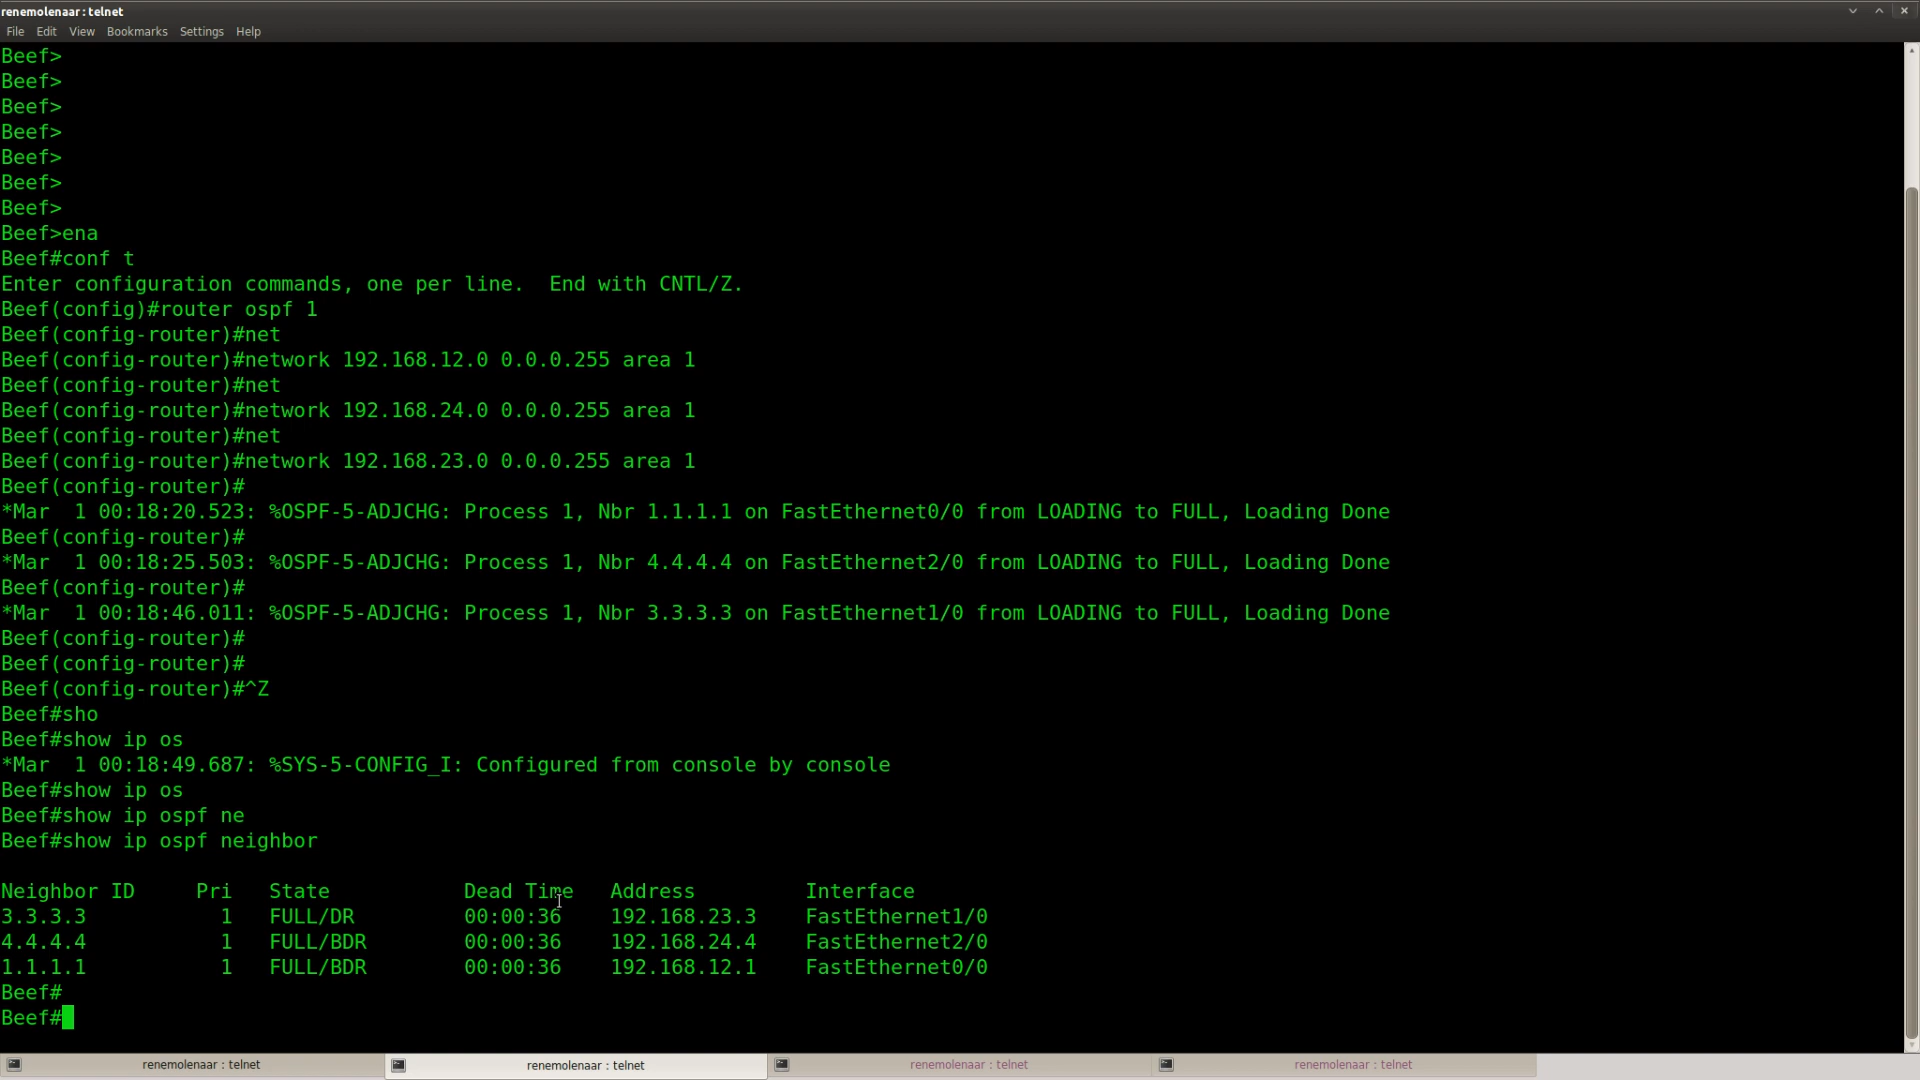 renemolenaar : telnet
File Edit View Bookmarks Settings Help
Beef>
Beef>
Beef>
Beef>
Beef>
Beef>
Beef>
Beef>ena
Beef#conf t
Enter configuration commands, one per line.  End with CNTL/Z.
Beef(config)#router ospf 1
Beef(config-router)#net
Beef(config-router)#network 192.168.12.0 0.0.0.255 area 1
Beef(config-router)#net
Beef(config-router)#network 192.168.24.0 0.0.0.255 area 1
Beef(config-router)#net
Beef(config-router)#network 192.168.23.0 0.0.0.255 area 1
Beef(config-router)#
*Mar  1 00:18:20.523: %OSPF-5-ADJCHG: Process 1, Nbr 1.1.1.1 on FastEthernet0/0 from LOADING to FULL, Loading Done
Beef(config-router)#
*Mar  1 00:18:25.503: %OSPF-5-ADJCHG: Process 1, Nbr 4.4.4.4 on FastEthernet2/0 from LOADING to FULL, Loading Done
Beef(config-router)#
*Mar  1 00:18:46.011: %OSPF-5-ADJCHG: Process 1, Nbr 3.3.3.3 on FastEthernet1/0 from LOADING to FULL, Loading Done
Beef(config-router)#
Beef(config-router)#
Beef(config-router)#^Z
Beef#sho
Beef#show ip os
*Mar  1 00:18:49.687: %SYS-5-CONFIG_I: Configured from console by console
Beef#show ip os
Beef#show ip ospf ne
Beef#show ip ospf neighbor
Neighbor ID     Pri   State           Dead Time   Address         Interface
3.3.3.3           1   FULL/DR         00:00:36    192.168.23.3    FastEthernet1/0
4.4.4.4           1   FULL/BDR        00:00:36    192.168.24.4    FastEthernet2/0
1.1.1.1           1   FULL/BDR        00:00:36    192.168.12.1    FastEthernet0/0
Beef#
Beef#
renemolenaar : telnet renemolenaar : telnet renemolenaar : telnet renemolenaar : telnet